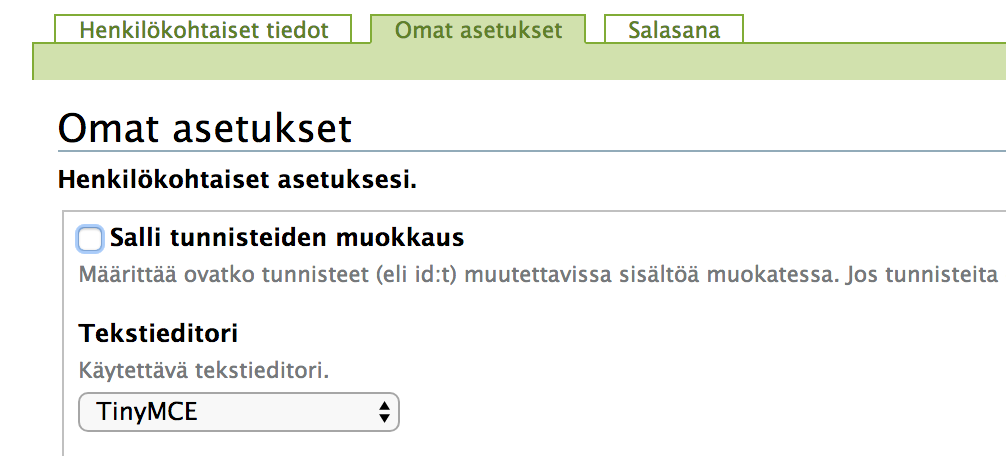 Henkilökohtaiset tiedot Omat asetukset Salasana
Omat asetukset
Henkilökohtaiset asetuksesi.
Salli tunnisteiden muokkaus
Määrittää ovatko tunnisteet (eli id:t) muutettavissa sisältöä muokatessa. Jos tunnisteita
Tekstieditori
Käytettävä tekstieditori.
TinyMCE